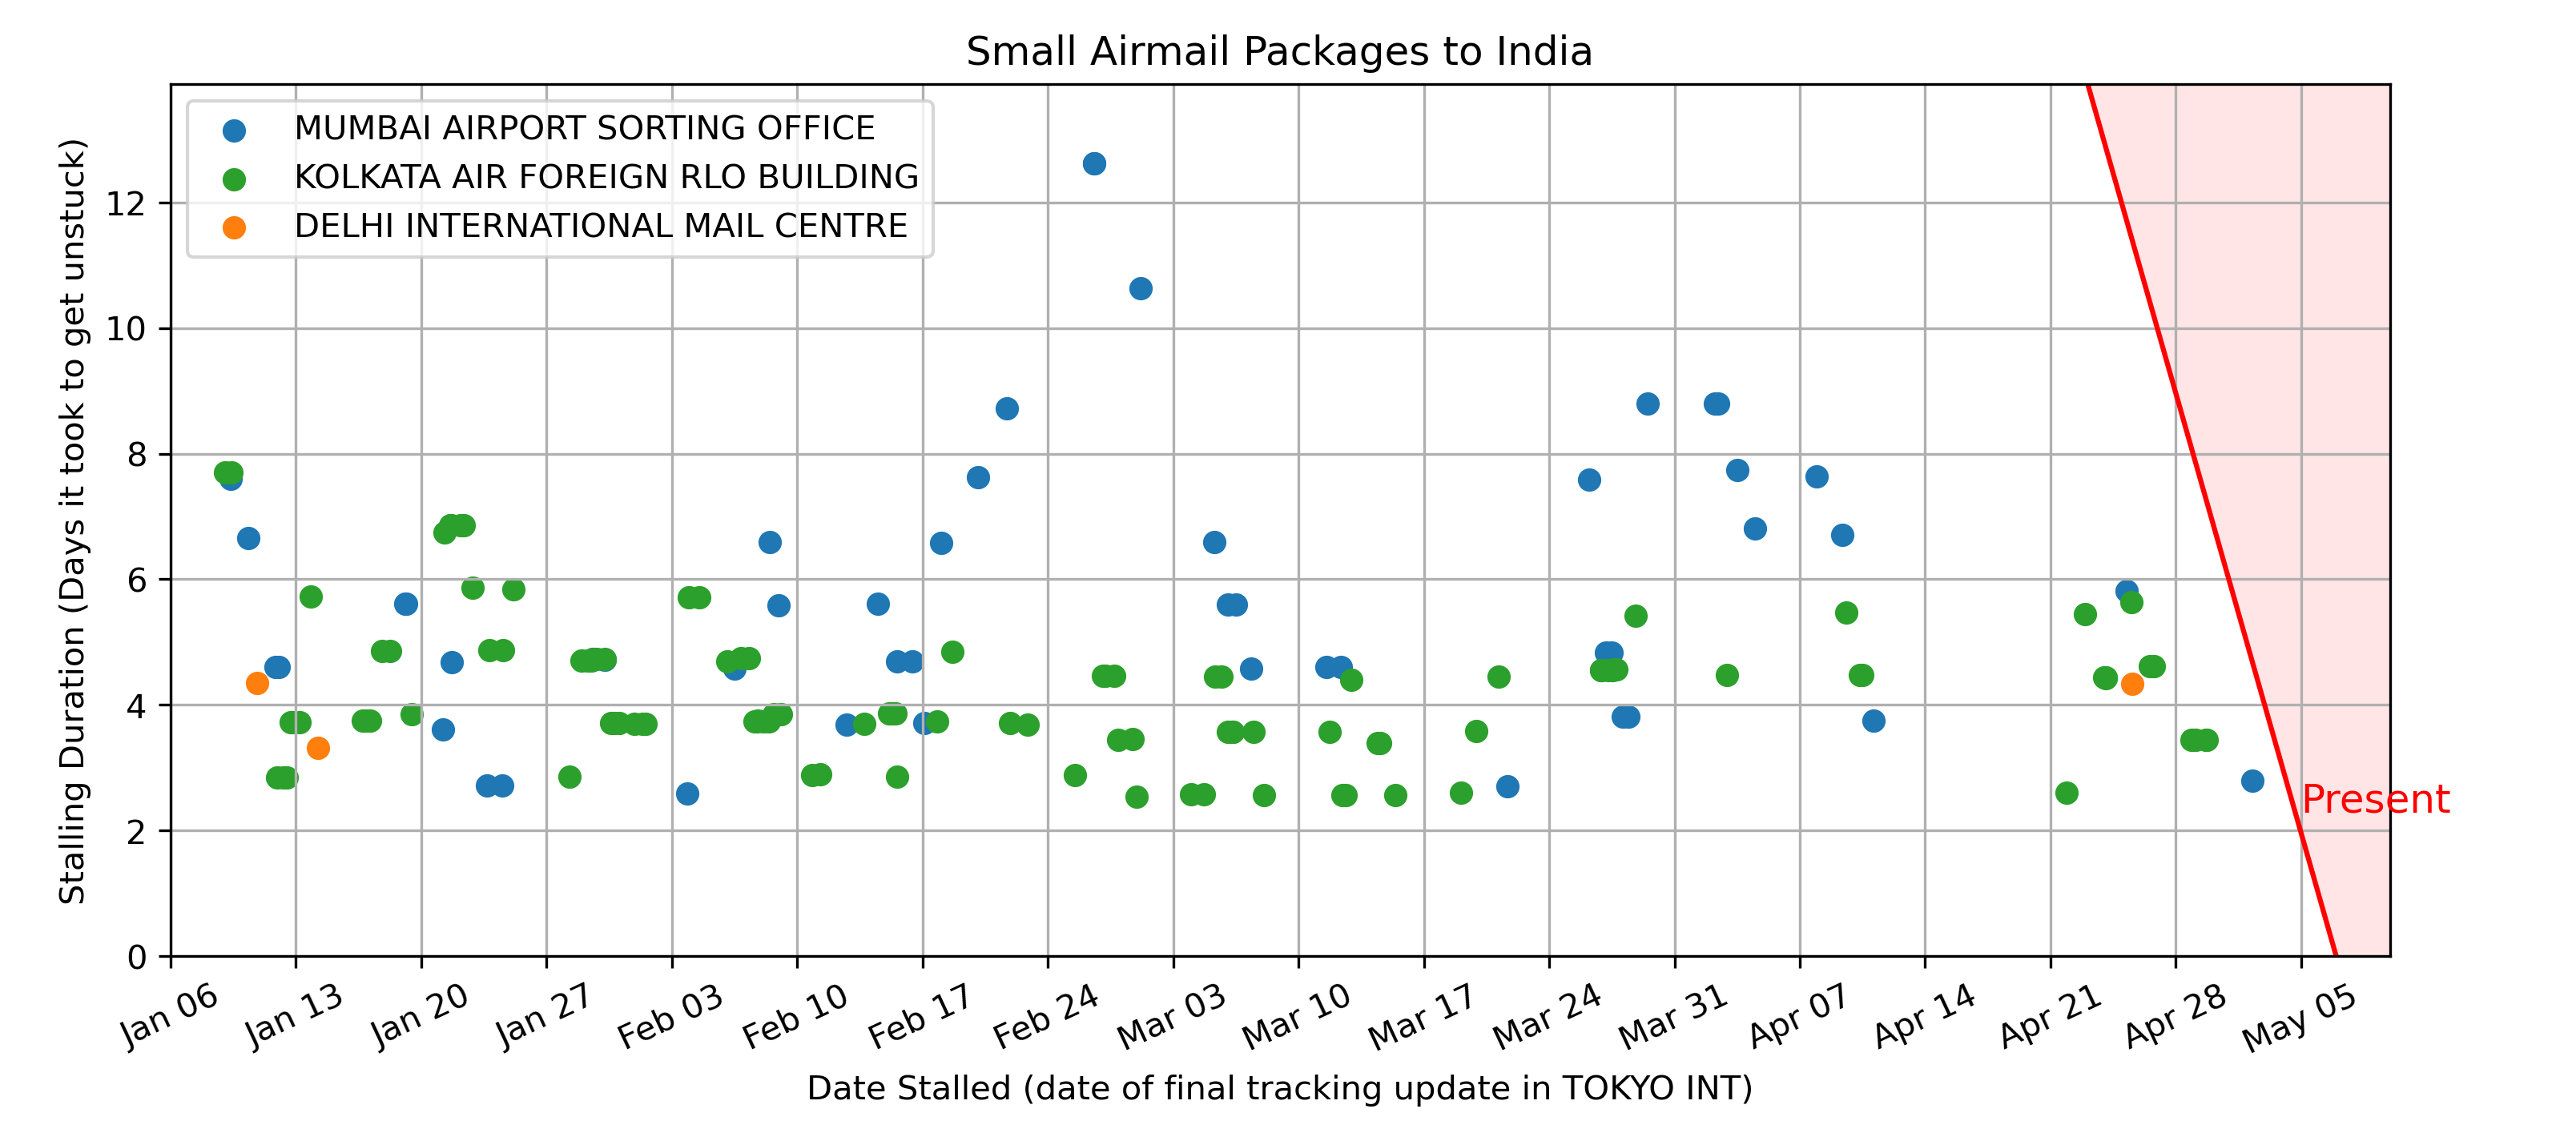 Small Airmail Packages to India
MUMBAI AIRPORT SORTING OFFICE
KOLKATA AIR FOREIGN RLO BUILDING
DELHI INTERNATIONAL MAIL CENTRE
Stalling Duration (Days it took to get unstuck)
12
10
8
6
4
2
0
Present
Jan 06
Jan 13
Jan 20
Jan 27
Feb 03
Feb 10
Feb 17
Feb 24
Mar 03
Mar 10
Mar 17
Mar 24
Mar 31
Apr 07
Apr 14
Apr 21
Apr 28
May 05
Date Stalled (date of final tracking update in TOKYO INT)